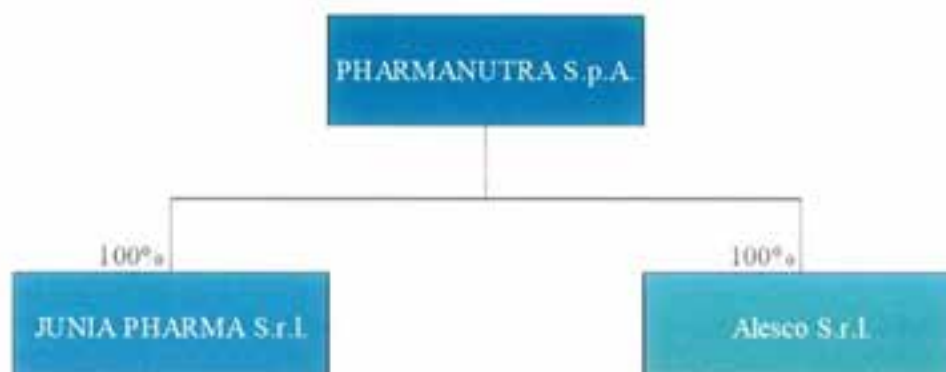 PHARMANUTRA S.p.A.
100%
100%
JUNIA PHARMA S.r.l.
Alesco S.r.l.